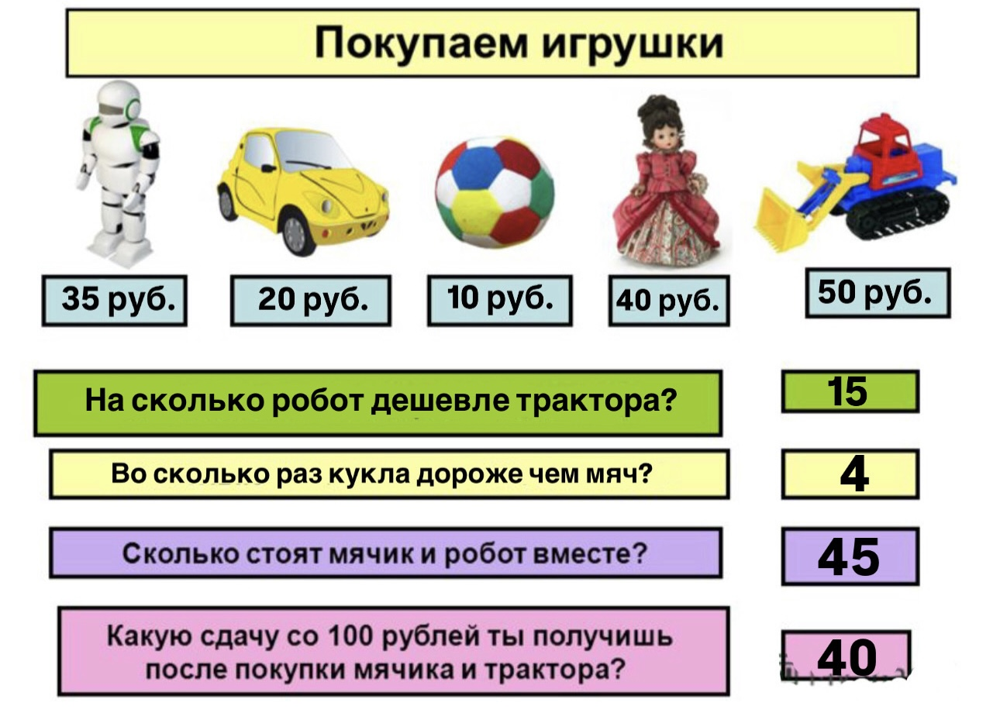 Покупаем игрушки
35 руб.
20 руб.
10 руб.
40 руб.
50 руб.
На сколько робот дешевле трактора?
15
Во сколько раз кукла дороже чем мяч?
4
Сколько стоят мячик и робот вместе?
45
Какую сдачу со 100 рублей ты получишь
после покупки мячика и трактора?
40